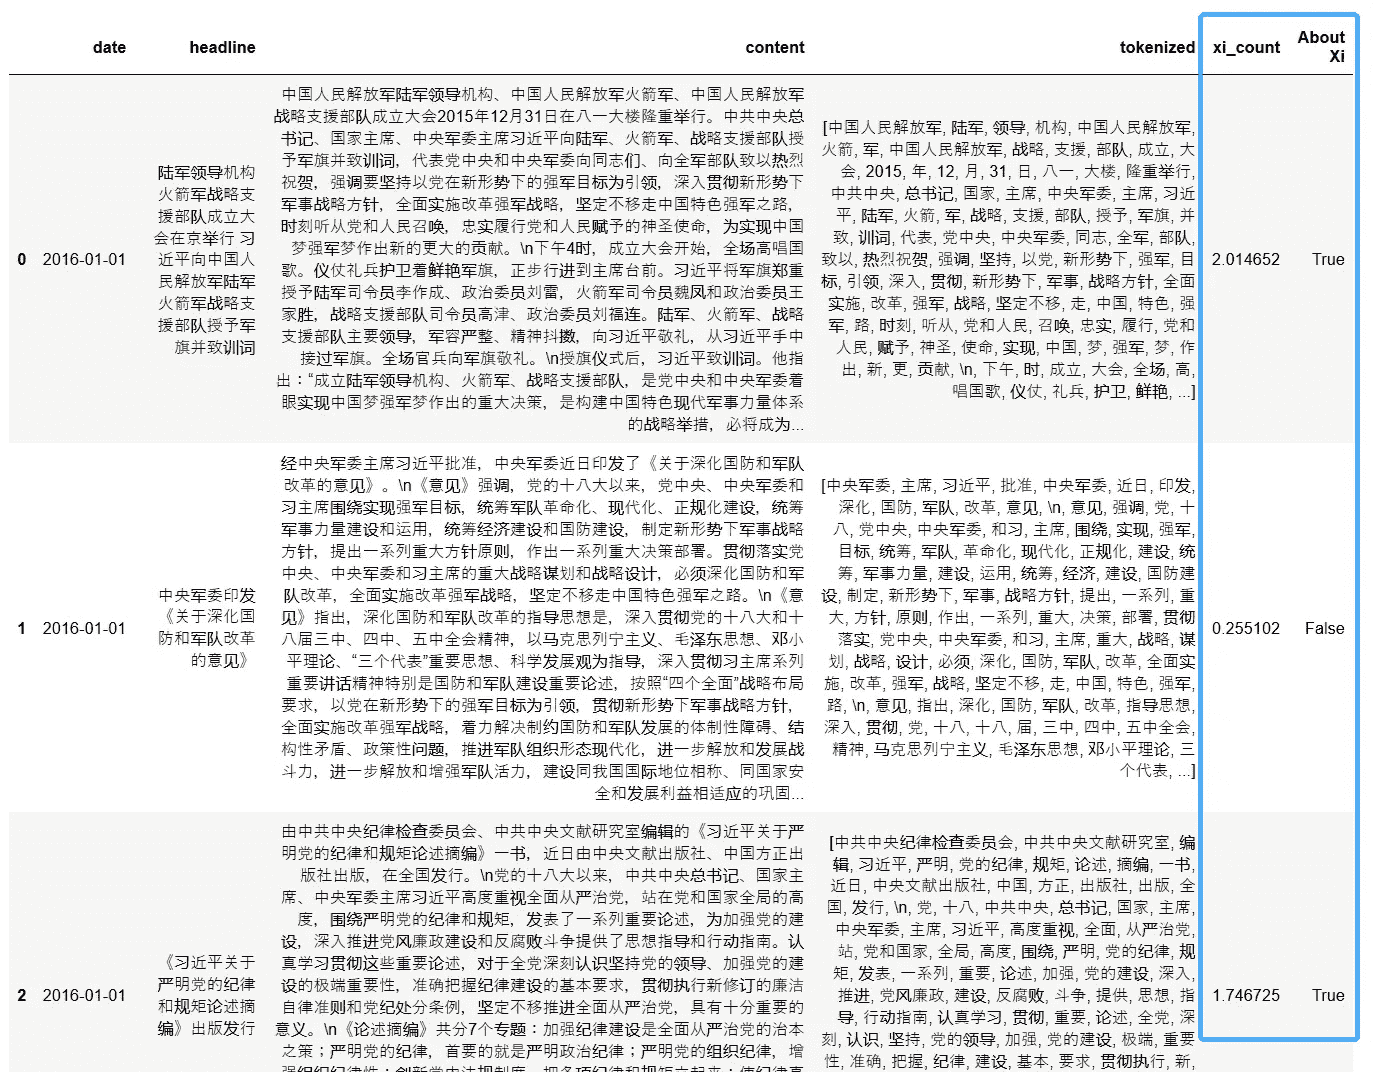 date headline content tokenized xi_count About Xi
0 2016-01-01
陆军领导机构
火箭军战略支
援部队成立大
会在京举行 习
近平向中国人
民解放军陆军
火箭军战略支
援部队授予军
旗并致训词
中国人民解放军陆军领导机构、中国人民解放军火箭军、中国人民解放军
战略支援部队成立大会2015年12月31日在八一大楼隆重举行。中共中央总
书记、国家主席、中央军委主席习近平向陆军、火箭军、战略支援部队授
予军旗并致训词，代表党中央和中央军委向同志们、向全军部队致以热烈
祝贺，强调要坚持以党在新形势下的强军目标为引领，深入贯彻新形势下
军事战略方针，全面实施改革强军战略，坚定不移走中国特色强军之路，
时刻听从党和人民召唤，忠实履行党和人民赋予的神圣使命，为实现中国
梦强军梦作出新的更大的贡献。\n下午4时，成立大会开始，全场高唱国
歌。仪仗礼兵护卫着鲜艳军旗，正步行进到主席台前。习近平将军旗郑重
授予陆军司令员李作成、政治委员刘雷，火箭军司令员魏凤和政治委员王
家胜，战略支援部队司令员高津、政治委员刘福连。陆军、火箭军、战略
支援部队主要领导，军容严整、精神抖擞，向习近平敬礼，从习近平手中
接过军旗。全场官兵向军旗敬礼。\n授旗仪式后，习近平致训词。他指
出：“成立陆军领导机构、火箭军、战略支援部队，是党中央和中央军委着
眼实现中国梦强军梦作出的重大决策，是构建中国特色现代军事力量体系
的战略举措，必将成为...
[中国人民解放军, 陆军, 领导, 机构, 中国人民解放军,
火箭, 军, 中国人民解放军, 战略, 支援, 部队, 成立, 大
会, 2015, 年, 12, 月, 31, 日, 八一, 大楼, 隆重举行,
中共中央, 总书记, 国家, 主席, 中央军委, 主席, 习近
平, 陆军, 火箭, 军, 战略, 支援, 部队, 授予, 军旗, 并
致, 训词, 代表, 党中央, 中央军委, 同志, 全军, 部队,
致以, 热烈祝贺, 强调, 坚持, 以党, 新形势下, 强军, 目
标, 引领, 深入, 贯彻, 新形势下, 军事, 战略方针, 全面
实施, 改革, 强军, 战略, 坚定不移, 走, 中国, 特色, 强
军, 路, 时刻, 听从, 党和人民, 召唤, 忠实, 履行, 党和
人民, 赋予, 神圣, 使命, 实现, 中国, 梦, 强军, 梦, 作
出, 新, 更, 贡献, \n, 下午, 时, 成立, 大会, 全场, 高,
唱国歌, 仪仗, 礼兵, 护卫, 鲜艳, ...]
2.014652 True
1 2016-01-01
中央军委印发
《关于深化国
防和军队改革
的意见》
经中央军委主席习近平批准，中央军委近日印发了《关于深化国防和军队
改革的意见》。\n《意见》强调，党的十八大以来，党中央、中央军委和
习主席围绕实现强军目标，统筹军队革命化、现代化、正规化建设，统筹
军事力量建设和运用，统筹经济建设和国防建设，制定新形势下军事战略
方针，提出一系列重大方针原则，作出一系列重大决策部署。贯彻落实党
中央、中央军委和习主席的重大战略谋划和战略设计，必须深化国防和军
队改革，全面实施改革强军战略，坚定不移走中国特色强军之路。\n《意
见》指出，深化国防和军队改革的指导思想是，深入贯彻党的十八大和十
八届三中、四中、五中全会精神，以马克思列宁主义、毛泽东思想、邓小
平理论、“三个代表”重要思想、科学发展观为指导，深入贯彻习主席系列
重要讲话精神特别是国防和军队建设重要论述，按照“四个全面”战略布局
要求，以党在新形势下的强军目标为引领，贯彻新形势下军事战略方针，
全面实施改革强军战略，着力解决制约国防和军队发展的体制性障碍、结
构性矛盾、政策性问题，推进军队组织形态现代化，进一步解放和发展战
斗力，进一步解放和增强军队活力，建设同我国国际地位相称、同国家安
全和发展利益相适应的巩固...
[中央军委, 主席, 习近平, 批准, 中央军委, 近日, 印发,
深化, 国防, 军队, 改革, 意见, \n, 意见, 强调, 党, 十
八, 党中央, 中央军委, 和习, 主席, 围绕, 实现, 强军,
目标, 统筹, 军队, 革命化, 现代化, 正规化, 建设, 统
筹, 军事力量, 建设, 运用, 统筹, 经济, 建设, 国防建
设, 制定, 新形势下, 军事, 战略方针, 提出, 一系列, 重
大, 方针, 原则, 作出, 一系列, 重大, 决策, 部署, 贯彻
落实, 党中央, 中央军委, 和习, 主席, 重大, 战略, 谋
划, 战略, 设计, 必须, 深化, 国防, 军队, 改革, 全面实
施, 改革, 强军, 战略, 坚定不移, 走, 中国, 特色, 强军,
路, \n, 意见, 指出, 深化, 国防, 军队, 改革, 指导思想,
深入, 贯彻, 党, 十八, 十八, 届, 三中, 四中, 五中全会,
精神, 马克思列宁主义, 毛泽东思想, 邓小平理论, 三
个代表, ...]
0.255102 False
2 2016-01-01
《习近平关于
严明党的纪律
和规矩论述摘
编》出版发行
由中共中央纪律检查委员会、中共中央文献研究室编辑的《习近平关于严
明党的纪律和规矩论述摘编》一书，近日由中央文献出版社、中国方正出
版社出版，在全国发行。\n党的十八大以来，中共中央总书记、国家主
席、中央军委主席习近平高度重视全面从严治党，站在党和国家全局的高
度，围绕严明党的纪律和规矩，发表了一系列重要论述，为加强党的建
设，深入推进党风廉政建设和反腐败斗争提供了思想指导和行动指南。认
真学习贯彻这些重要论述，对于全党深刻认识坚持党的领导、加强党的建
设的极端重要性，准确把握纪律建设的基本要求，贯彻执行新修订的廉洁
自律准则和党纪处分条例，坚定不移推进全面从严治党，具有十分重要的
意义。\n《论述摘编》共分7个专题：加强纪律建设是全面从严治党的治本
之策；严明党的纪律，首要的就是严明政治纪律；严明党的组织纪律，增
[中共中央纪律检查委员会, 中共中央文献研究室, 编
辑, 习近平, 严明, 党的纪律, 规矩, 论述, 摘编, 一书,
近日, 中央文献出版社, 中国, 方正, 出版社, 出版, 全
国, 发行, \n, 党, 十八, 中共中央, 总书记, 国家, 主席,
中央军委, 主席, 习近平, 高度重视, 全面, 从严治党,
站, 党和国家, 全局, 高度, 围绕, 严明, 党的纪律, 规
矩, 发表, 一系列, 重要, 论述, 加强, 党的建设, 深入,
推进, 党风廉政, 建设, 反腐败, 斗争, 提供, 思想, 指
导, 行动指南, 认真学习, 贯彻, 重要, 论述, 全党, 深
刻, 认识, 坚持, 党的领导, 加强, 党的建设, 极端, 重要
性, 准确, 把握, 纪律, 建设, 基本, 要求, 贯彻执行, 新,
1.746725 True